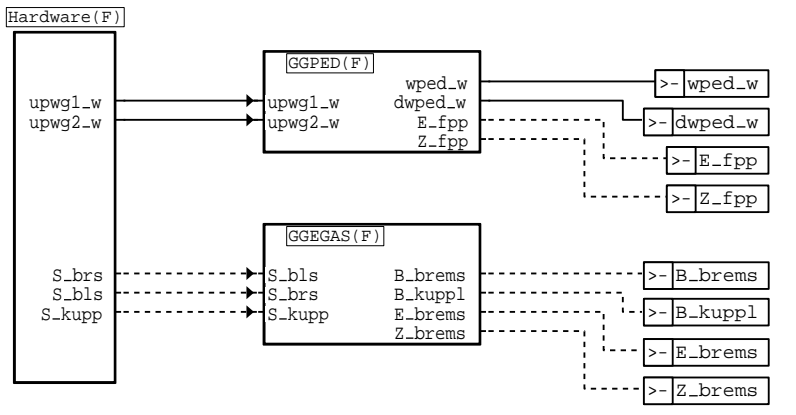 Hardware(F)
upwg1_w
upwg2_w
S_brs
S_bls
S_kupp
GGPED(F)
upwg1_w
upwg2_w
wped_w
dwped_w
E_fpp
Z_fpp
>- wped_w
>- dwped_w
>- E_fpp
>- Z_fpp
GGEGAS(F)
S_bls
S_brs
S_kupp
B_brems
B_kuppl
E_brems
Z_brems
>- B_brems
>- B_kuppl
>- E_brems
>- Z_brems